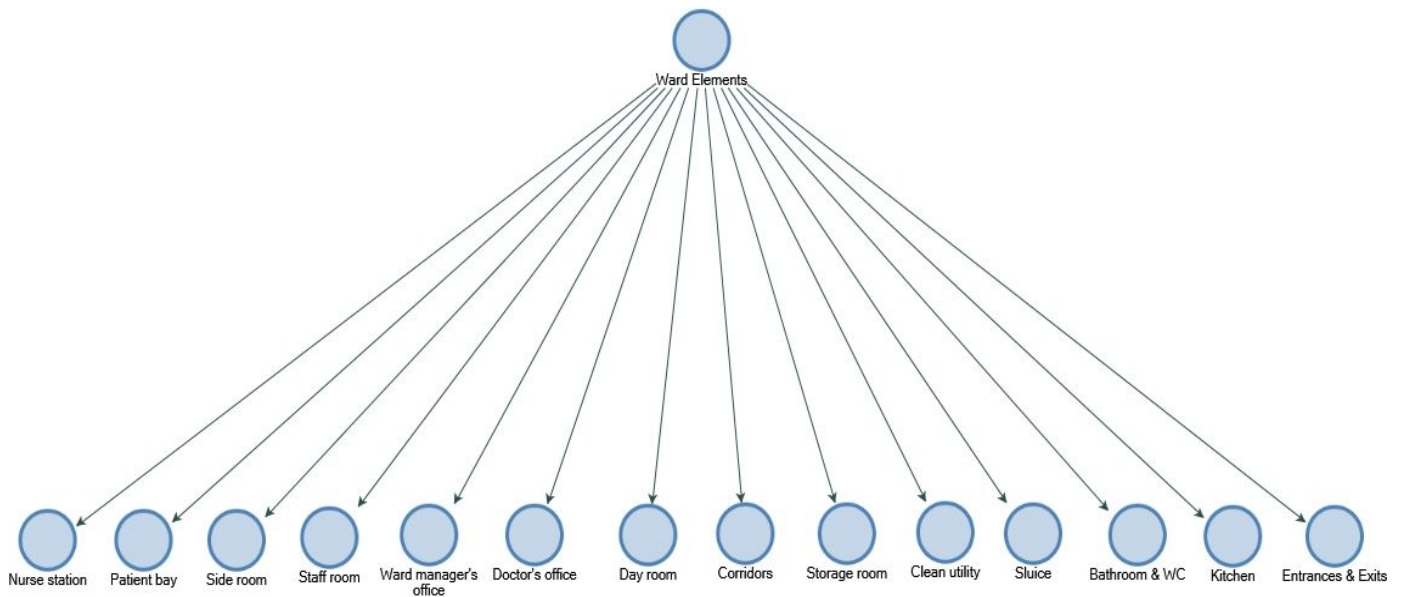 Ward Elements
Nurse station
Patient bay
Side room
Staff room
Ward manager's
office
Doctor's office
Day room
Corridors
Storage room
Clean utility
Sluice
Bathroom & WC
Kitchen
Entrances & Exits